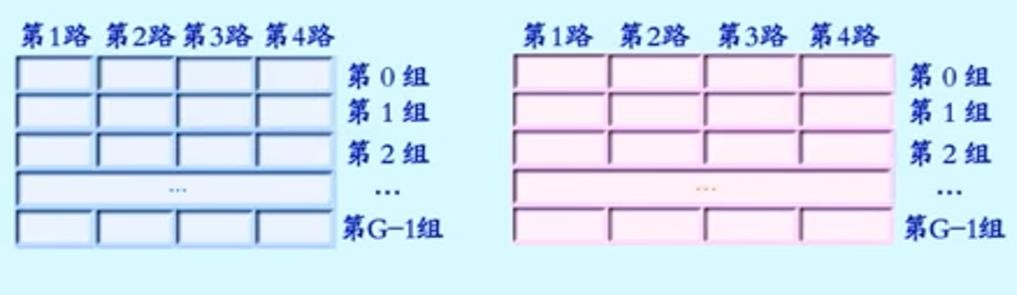 第1路 第2路 第3路 第4路
第 0 组
第 1 组
第 2 组
... ...
第G-1组
第1路 第2路 第3路 第4路
第 0 组
第 1 组
第 2 组
... ...
第G-1组